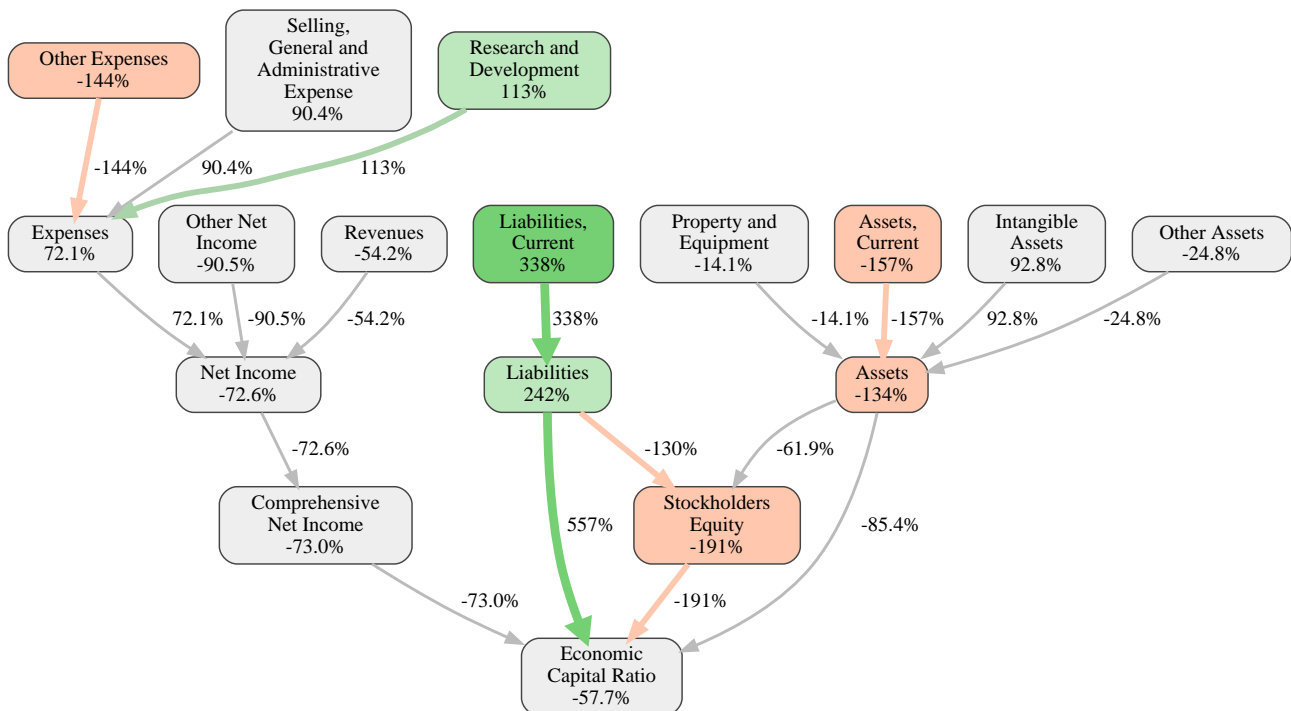 Other Expenses
-144%
Selling,
General and
Administrative
Expense
90.4%
Research and
Development
113%
-144%
90.4%
113%
Expenses
72.1%
Other Net
Income
-90.5%
Revenues
-54.2%
Liabilities,
Current
338%
Property and
Equipment
-14.1%
Assets,
Current
-157%
Intangible
Assets
92.8%
Other Assets
-24.8%
72.1%
-90.5%
-54.2%
338%
-14.1%
-157%
92.8%
-24.8%
Net Income
-72.6%
Liabilities
242%
Assets
-134%
-72.6%
-130%
-61.9%
Comprehensive
Net Income
-73.0%
557%
Stockholders
Equity
-191%
-85.4%
-73.0%
-191%
Economic
Capital Ratio
-57.7%